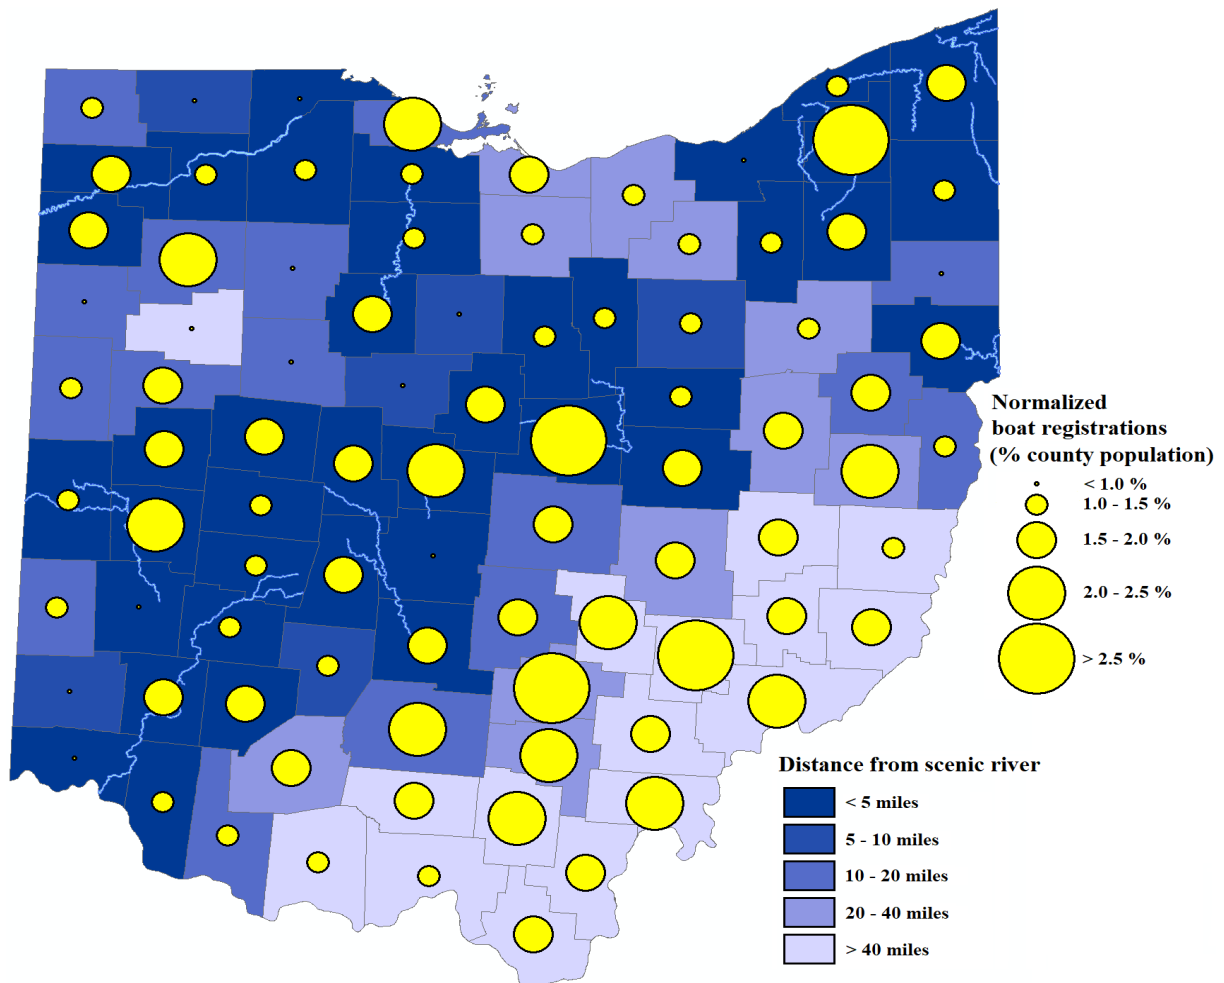 Normalized
boat registrations
(% county population)
< 1.0 %
1.0 - 1.5 %
1.5 - 2.0 %
2.0 - 2.5 %
> 2.5 %
Distance from scenic river
< 5 miles
5 - 10 miles
10 - 20 miles
20 - 40 miles
> 40 miles